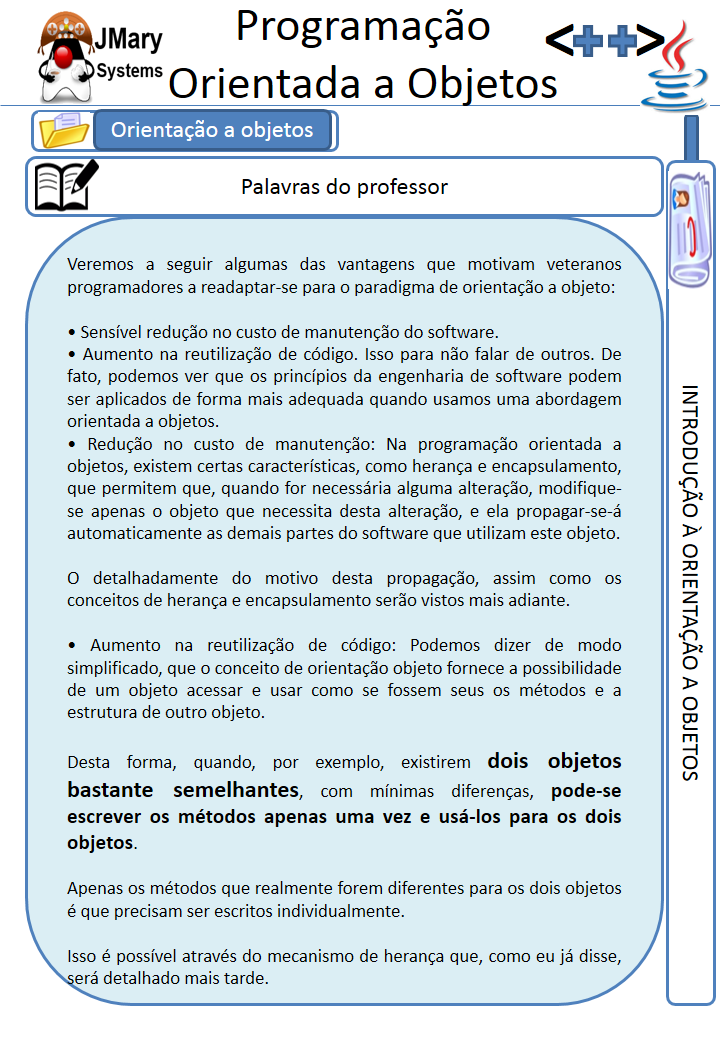 JMary
Systems
Programação
Orientada a Objetos
<++>
Orientação a objetos
Palavras do professor
Veremos a seguir algumas das vantagens que motivam veteranos
programadores a readaptar-se para o paradigma de orientação a objeto:
• Sensível redução no custo de manutenção do software.
• Aumento na reutilização de código. Isso para não falar de outros. De
fato, podemos ver que os princípios da engenharia de software podem
ser aplicados de forma mais adequada quando usamos uma abordagem
orientada a objetos.
• Redução no custo de manutenção: Na programação orientada a
objetos, existem certas características, como herança e encapsulamento,
que permitem que, quando for necessária alguma alteração, modifique-
se apenas o objeto que necessita desta alteração, e ela propagar-se-á
automaticamente as demais partes do software que utilizam este objeto.
O detalhadamente do motivo desta propagação, assim como os
conceitos de herança e encapsulamento serão vistos mais adiante.
• Aumento na reutilização de código: Podemos dizer de modo
simplificado, que o conceito de orientação objeto fornece a possibilidade
de um objeto acessar e usar como se fossem seus os métodos e a
estrutura de outro objeto.
Desta forma, quando, por exemplo, existirem dois objetos
bastante semelhantes, com mínimas diferenças, pode-se
escrever os métodos apenas uma vez e usá-los para os dois
objetos.
Apenas os métodos que realmente forem diferentes para os dois objetos
é que precisam ser escritos individualmente.
Isso é possível através do mecanismo de herança que, como eu já disse,
será detalhado mais tarde.
INTRODUÇÃO À ORIENTAÇÃO A OBJETOS